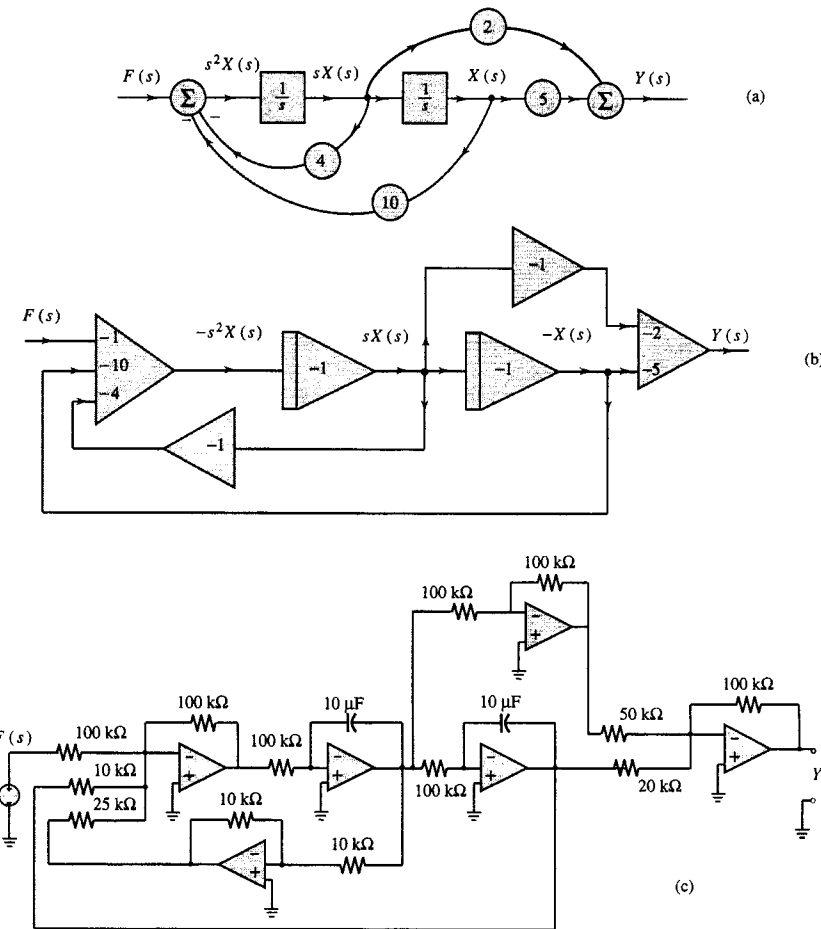 2
F(s) s²X(s) sX(s) X(s) Y(s)
Σ 1/s 1/s 5 Σ (a)
− −
4
10
−1
F(s) −s²X(s) sX(s) −X(s) Y(s)
−1 −2
−10 −1 −1 −5 (b)
−4
−1
100 kΩ
100 kΩ
− +
100 kΩ 10 μF 10 μF 100 kΩ
F(s) 100 kΩ 100 kΩ 50 kΩ
− + − + − + − +
10 kΩ 100 kΩ 20 kΩ Y
25 kΩ 10 kΩ
− + 10 kΩ
(c)